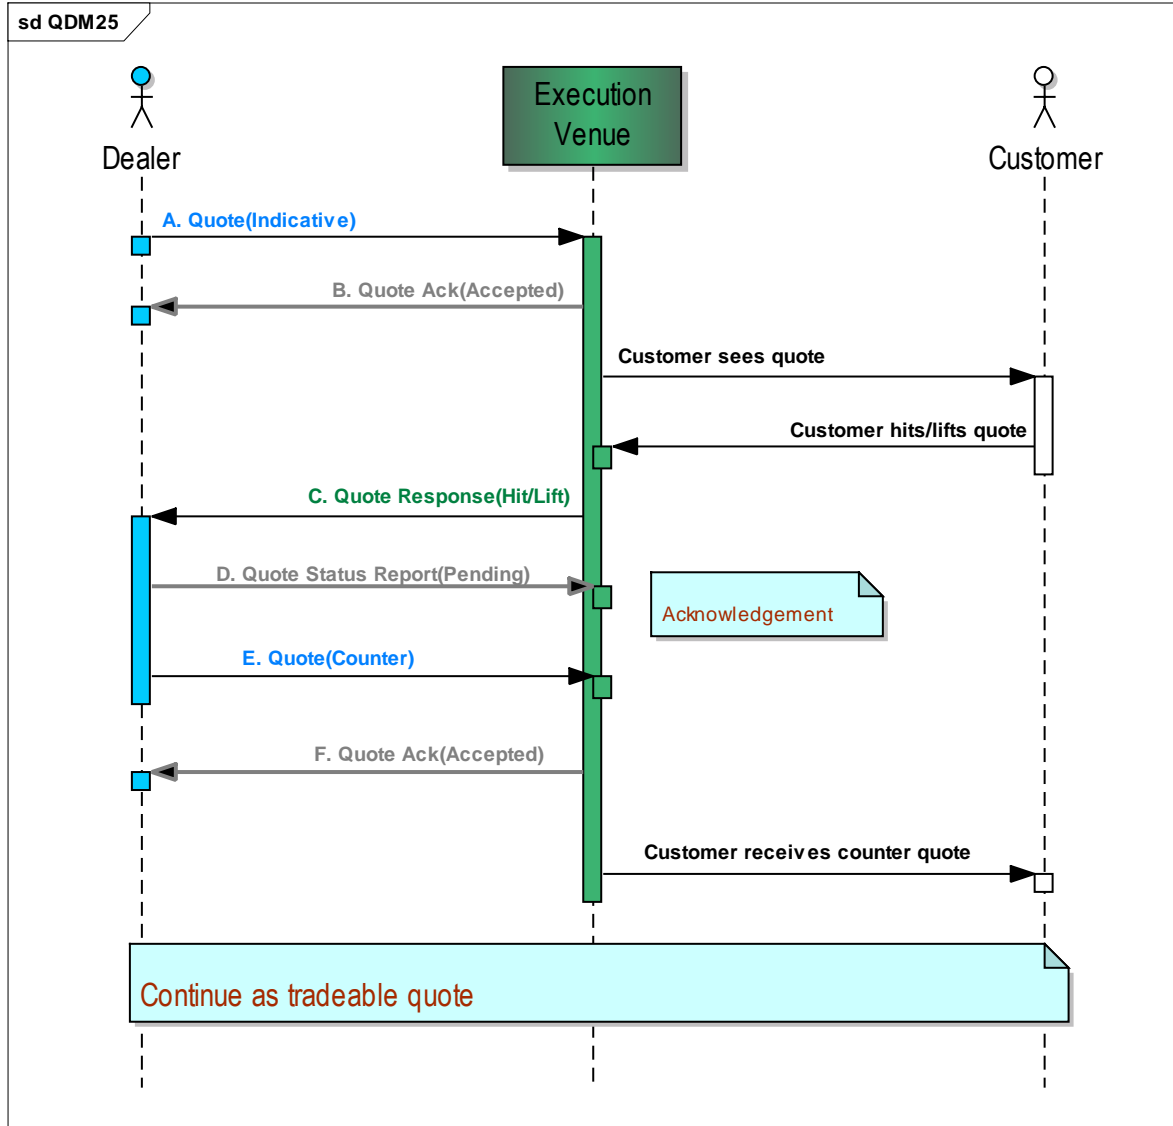 sd QDM25
Execution
Venue
Dealer
Customer
A. Quote(Indicative)
B. Quote Ack(Accepted)
Customer sees quote
Customer hits/lifts quote
C. Quote Response(Hit/Lift)
D. Quote Status Report(Pending)
Acknowledgement
E. Quote(Counter)
F. Quote Ack(Accepted)
Customer receives counter quote
Continue as tradeable quote